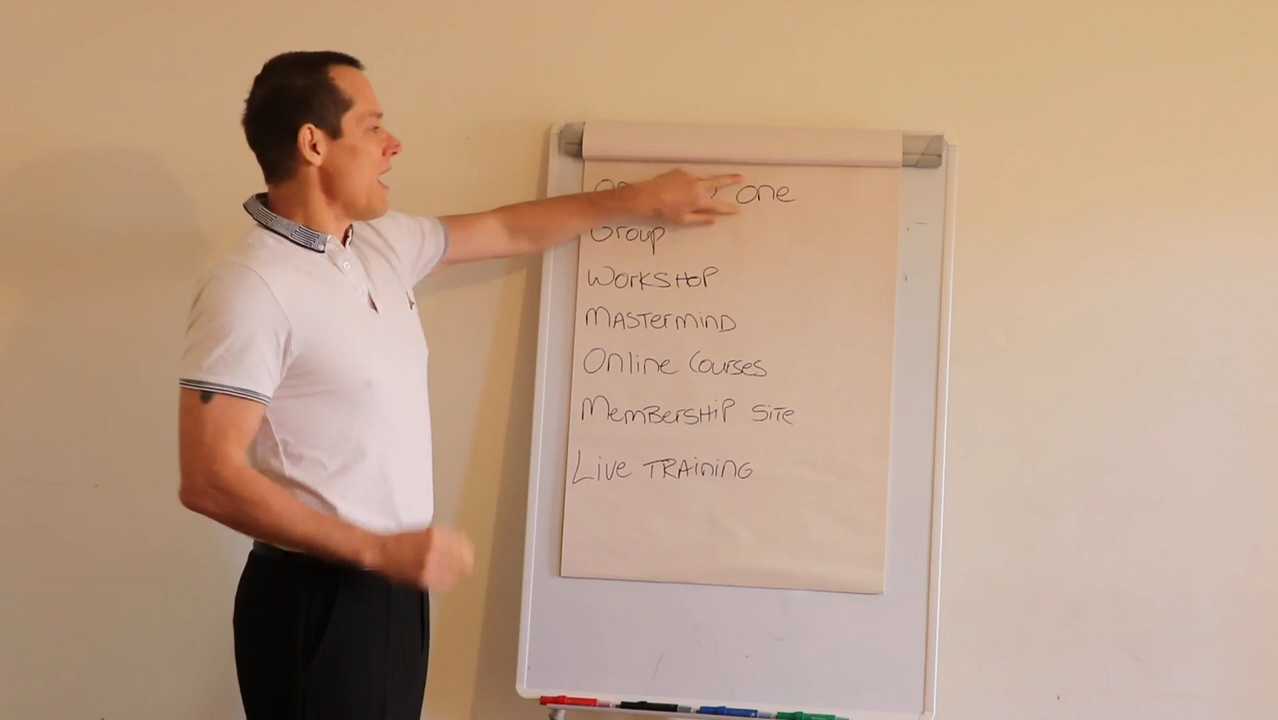 one
Group
Workshop
Mastermind
Online Courses
Membership Site
Live Training